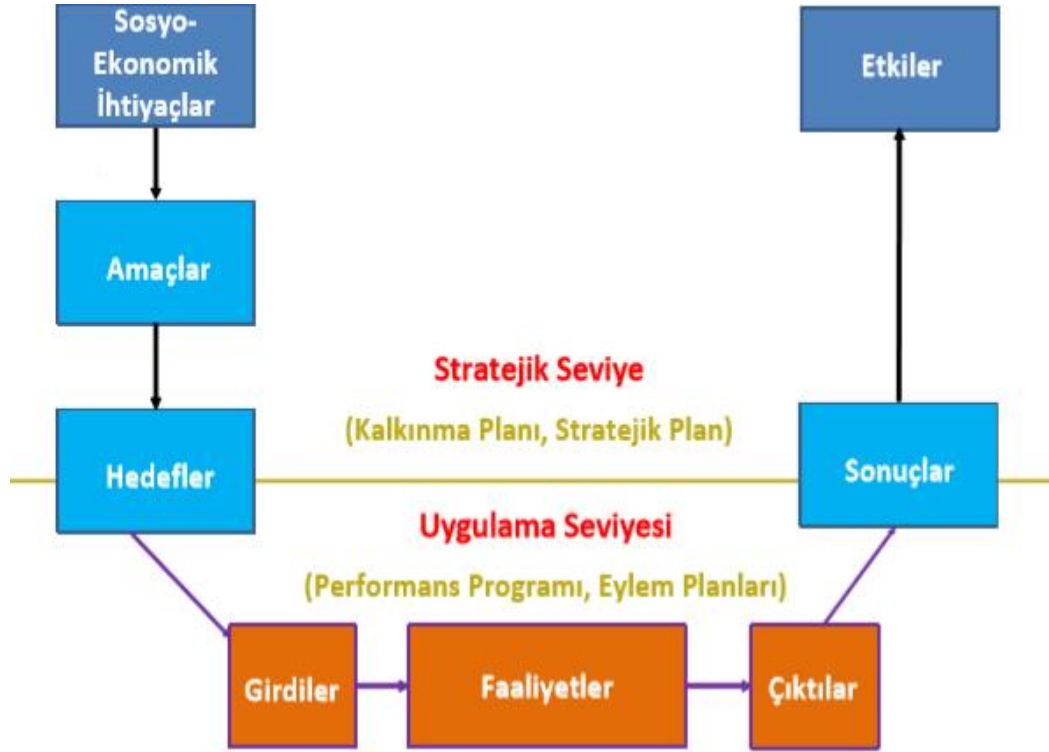 Sosyo-
Ekonomik
İhtiyaçlar
Etkiler
Amaçlar
Stratejik Seviye
(Kalkınma Planı, Stratejik Plan)
Hedefler
Sonuçlar
Uygulama Seviyesi
(Performans Programı, Eylem Planları)
Girdiler
Faaliyetler
Çıktılar